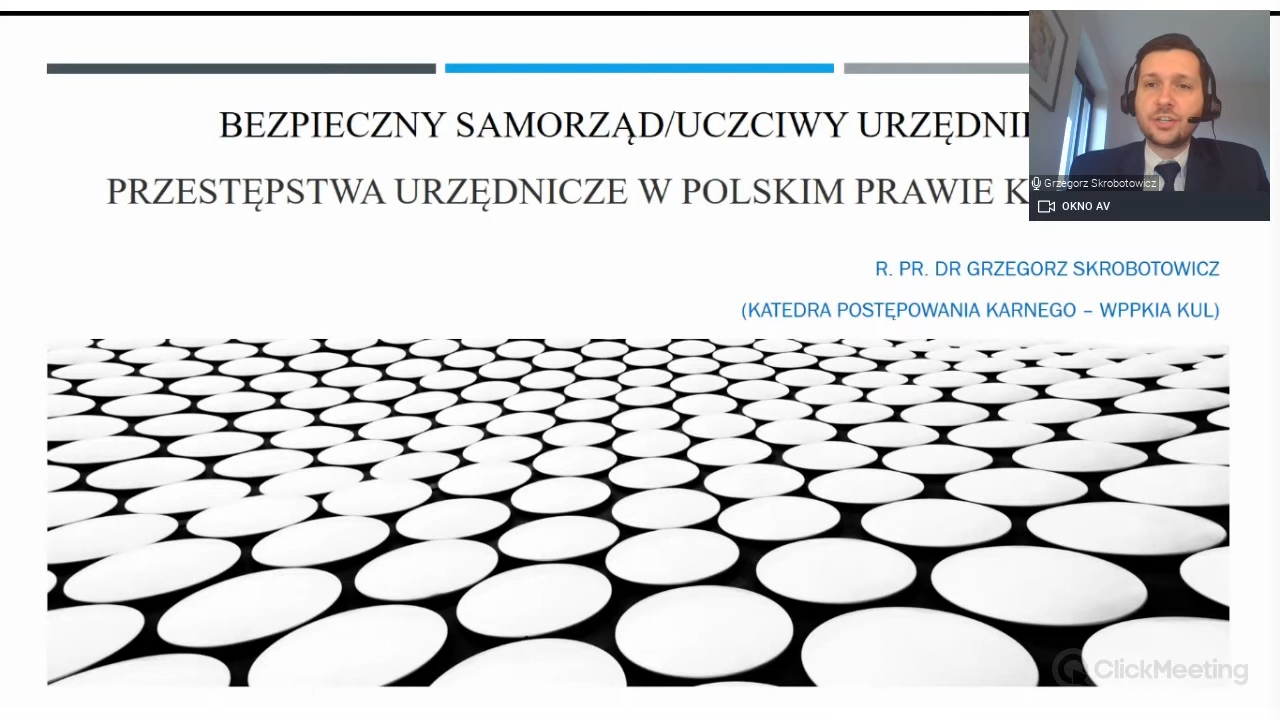 BEZPIECZNY SAMORZĄD/UCZCIWY
PRZESTĘPSTWA URZĘDNICZE W POLSKIM PRAWIE
Grzegorz Skrobotowicz
OKNO AV
R. PR. DR GRZEGORZ SKROBOTOWICZ
(KATEDRA POSTĘPOWANIA KARNEGO – WPPKIA KUL)
ClickMeeting